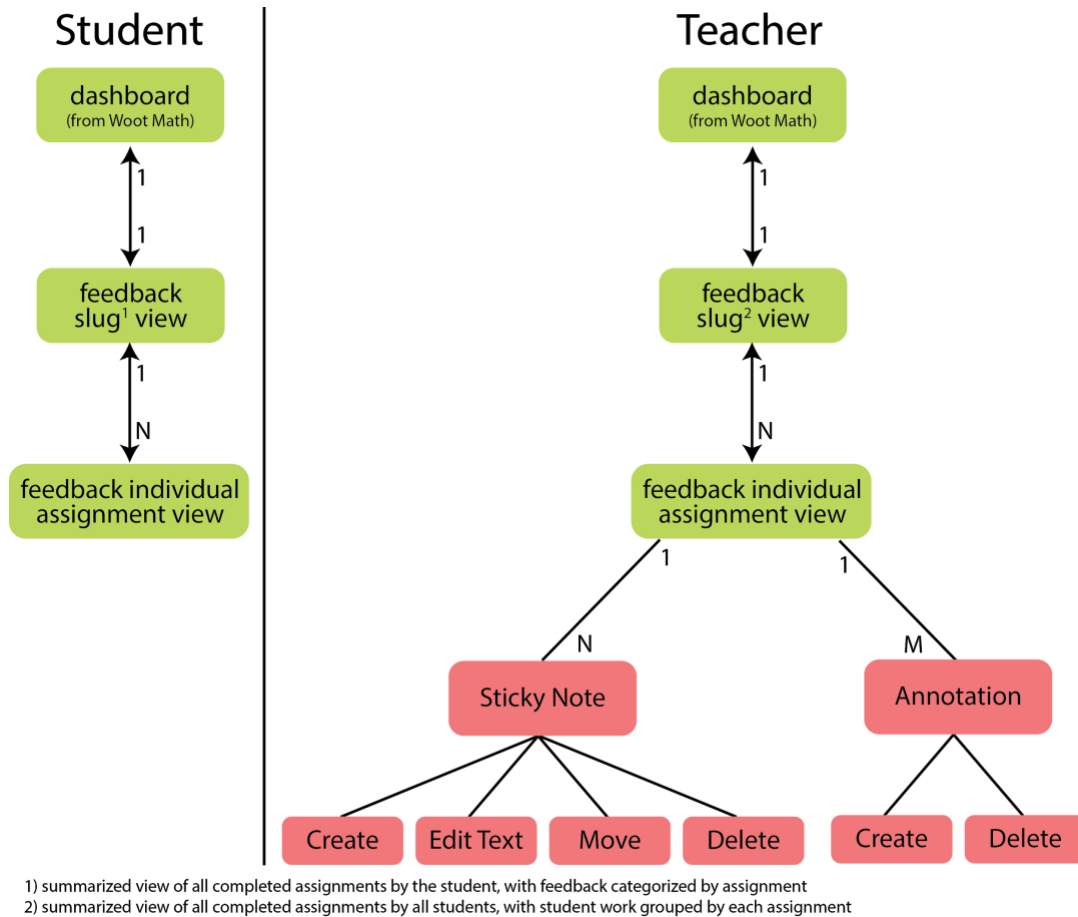 Student
dashboard
(from Woot Math)
1
1
feedback
slug¹ view
1
N
feedback individual
assignment view
Teacher
dashboard
(from Woot Math)
1
1
feedback
slug² view
1
N
feedback individual
assignment view
1
1
N
M
Sticky Note
Annotation
Create
Edit Text
Move
Delete
Create
Delete
1) summarized view of all completed assignments by the student, with feedback categorized by assignment
2) summarized view of all completed assignments by all students, with student work grouped by each assignment